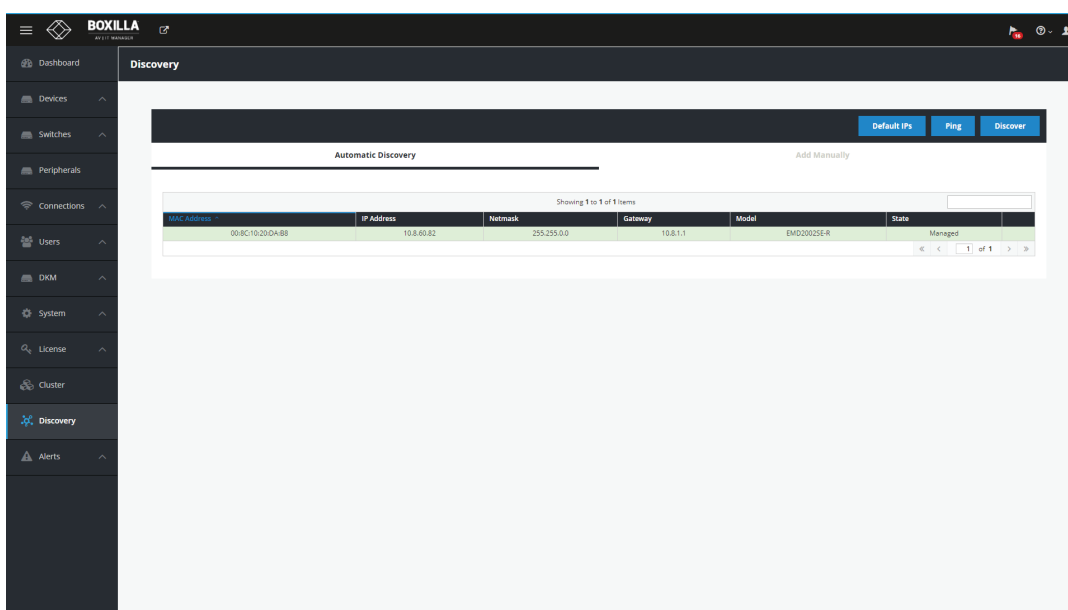 BOXILLA
AV & IT MANAGER
10
Dashboard
Discovery
Devices
Switches
Peripherals
Connections
Users
DKM
System
License
Cluster
Discovery
Alerts
Default IPs Ping Discover
Automatic Discovery Add Manually
Showing 1 to 1 of 1 Items
MAC Address IP Address Netmask Gateway Model State
00:8C:10:20:DA:B8 10.8.60.82 255.255.0.0 10.8.1.1 EMD2002SE-R Managed
« < 1 of 1 > »